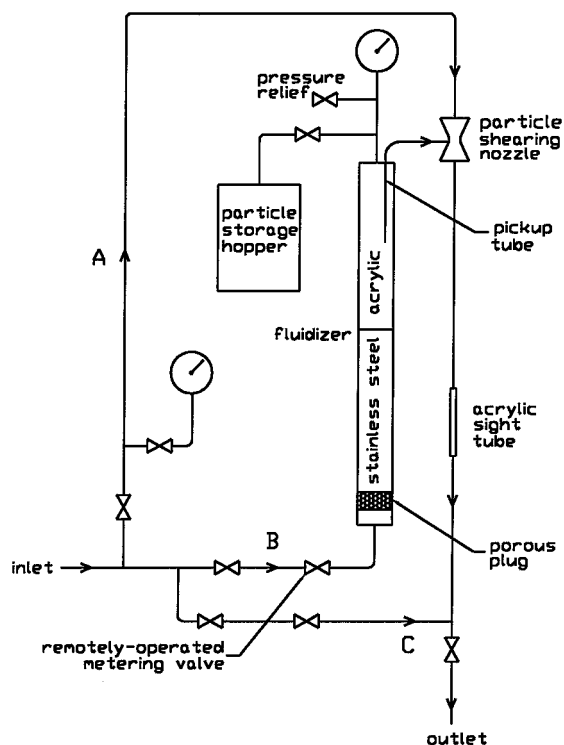 pressure
relief
particle
shearing
nozzle
particle
storage
hopper
pickup
tube
A
acrylic
fluidizer
stainless steel
acrylic
sight
tube
B
inlet
porous
plug
remotely-operated
metering valve
C
outlet